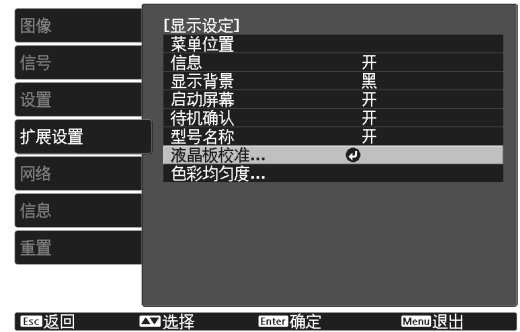 图像
信号
设置
扩展设置
网络
信息
重置
[显示设定]
菜单位置
信息 开
显示背景 黑
启动屏幕 开
待机确认 开
型号名称 开
液晶板校准...
色彩均匀度...
Esc返回 选择 Enter确定 Menu退出